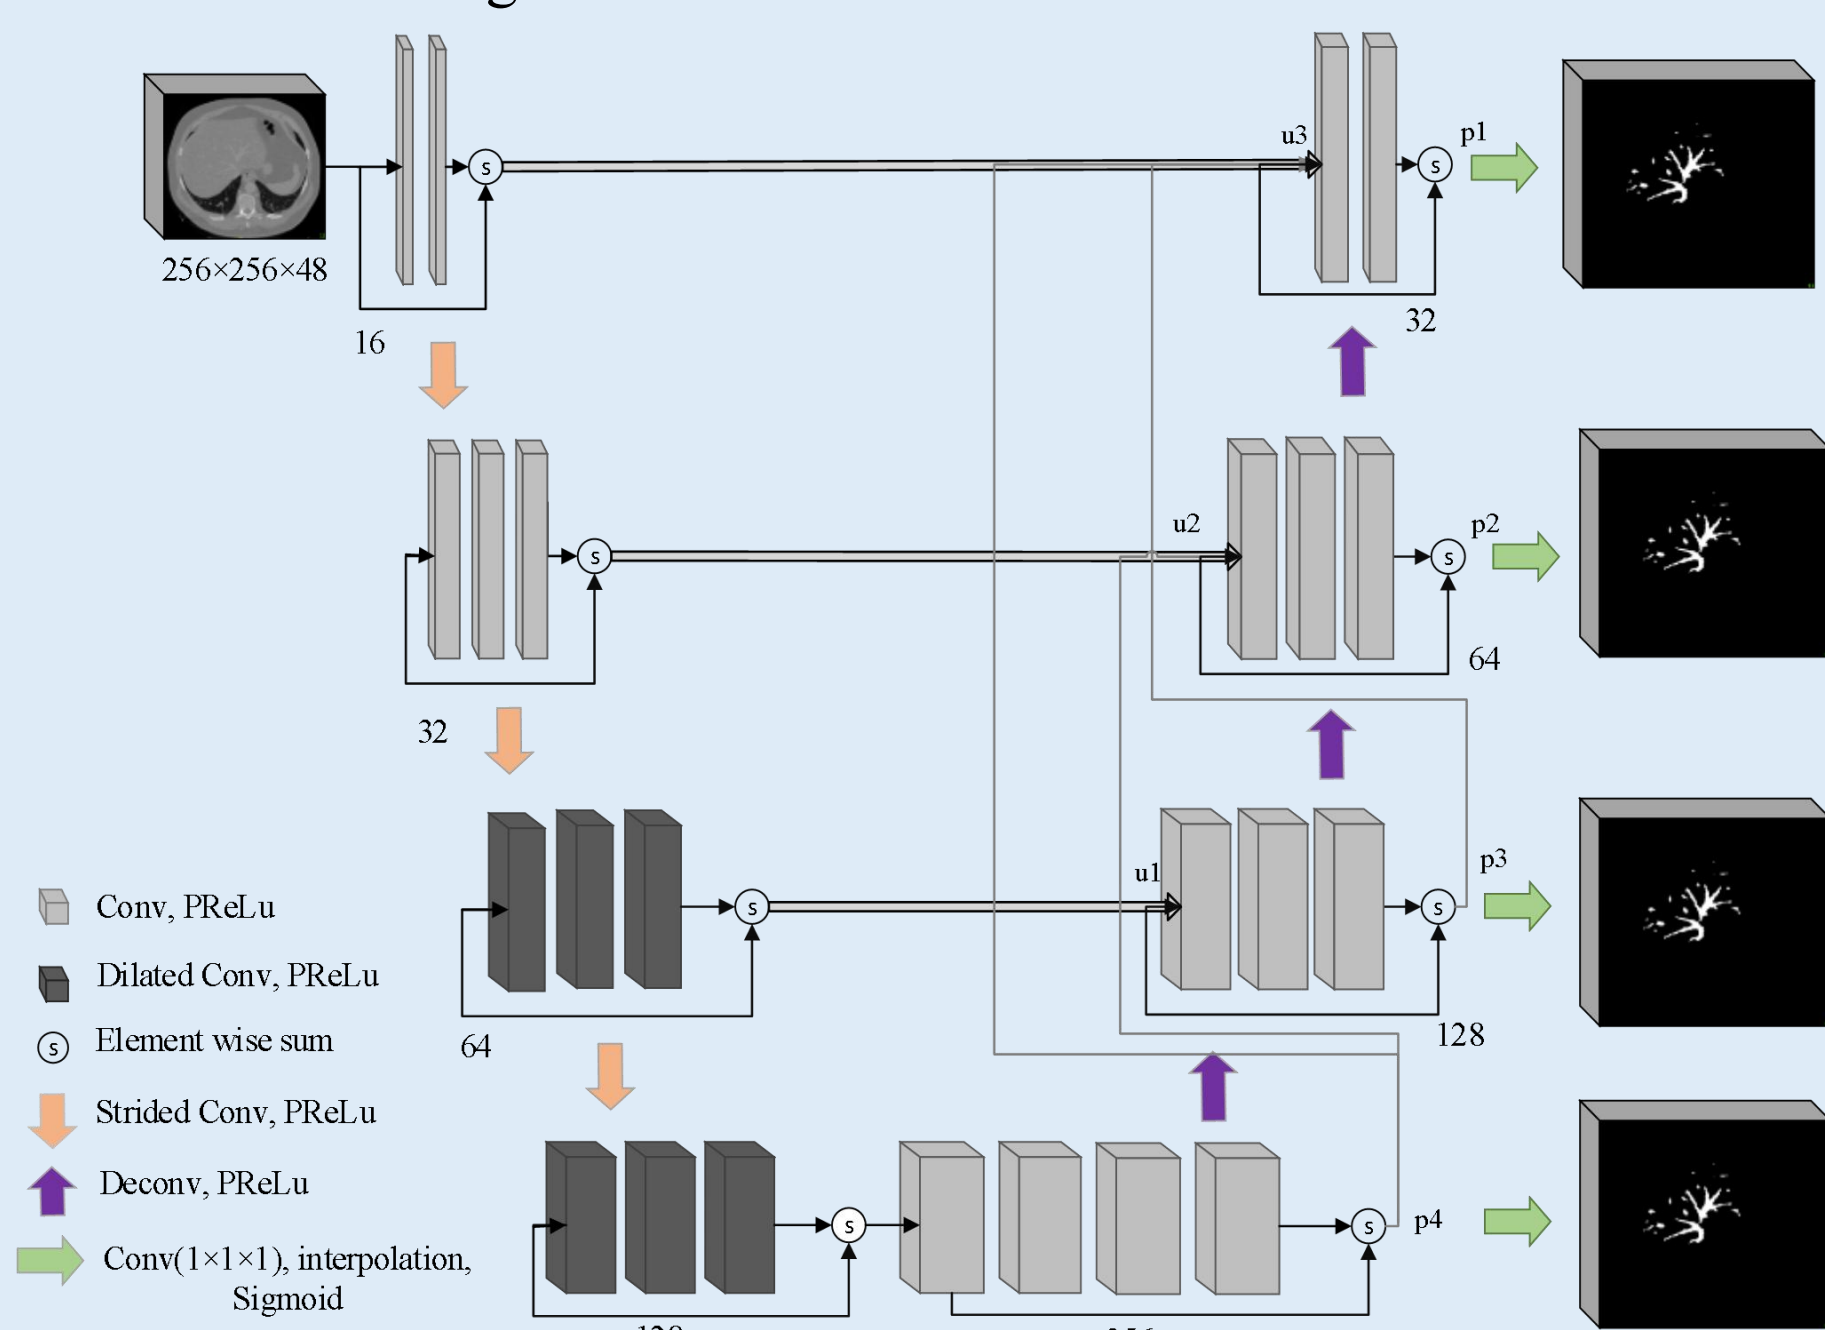 g
u3
p1
s
s
256×256×48
16
32
u2
p2
s
s
64
32
u1
p3
s
s
128
64
Conv, PReLu
Dilated Conv, PReLu
s Element wise sum
Strided Conv, PReLu
Deconv, PReLu
Conv(1×1×1), interpolation,
Sigmoid
s
s
p4